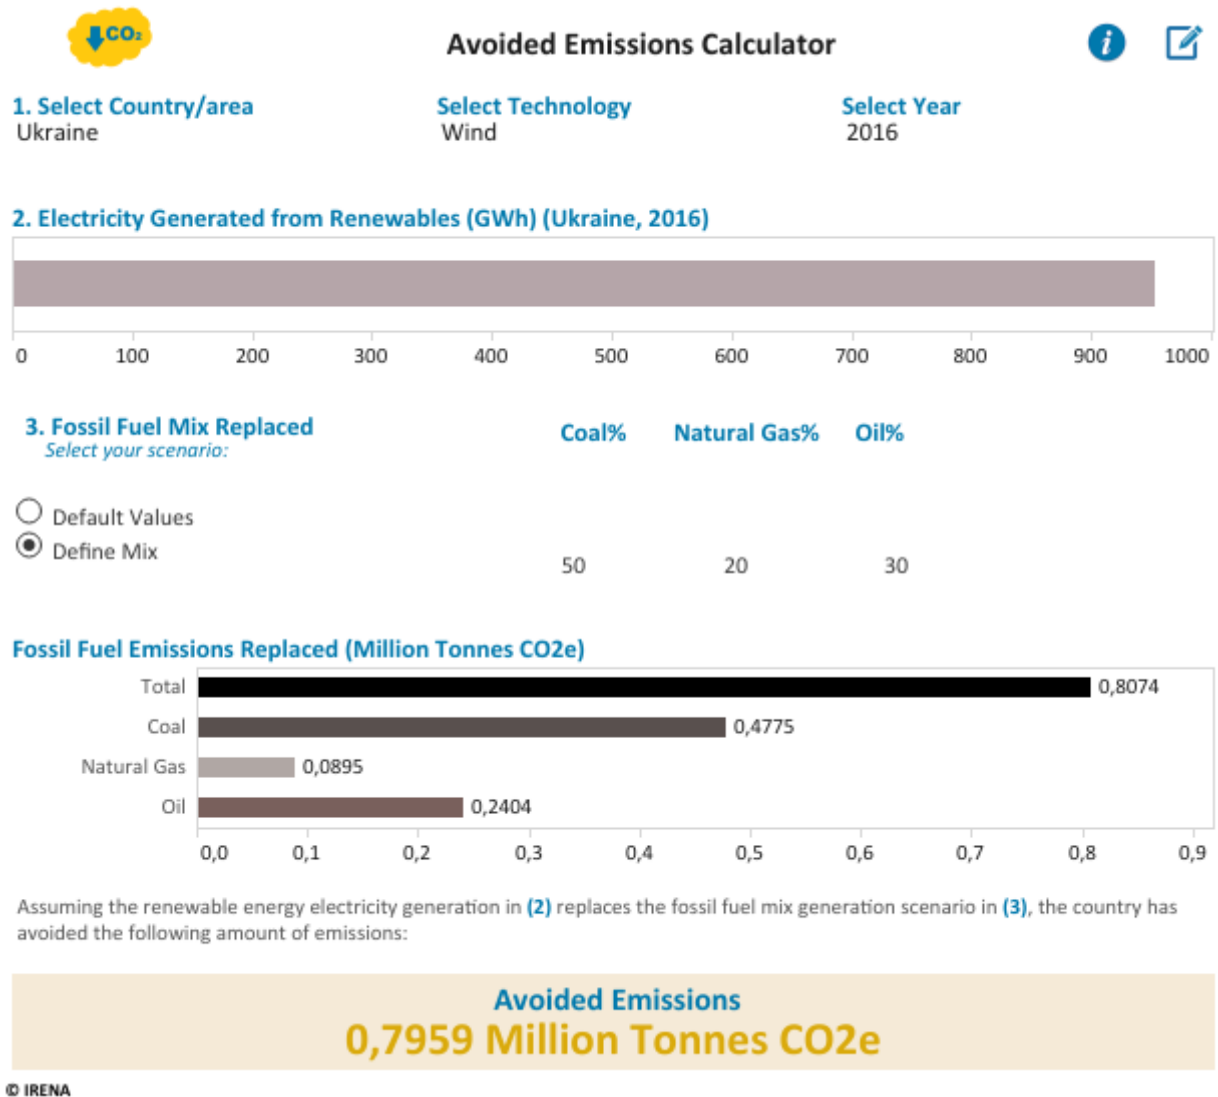 CO₂
Avoided Emissions Calculator
i
1. Select Country/area Select Technology Select Year
Ukraine Wind 2016
2. Electricity Generated from Renewables (GWh) (Ukraine, 2016)
0 100 200 300 400 500 600 700 800 900 1000
3. Fossil Fuel Mix Replaced Coal% Natural Gas% Oil%
Select your scenario:
Default Values
Define Mix
50 20 30
Fossil Fuel Emissions Replaced (Million Tonnes CO2e)
Total 0,8074
Coal 0,4775
Natural Gas 0,0895
Oil 0,2404
0,0 0,1 0,2 0,3 0,4 0,5 0,6 0,7 0,8 0,9
Assuming the renewable energy electricity generation in (2) replaces the fossil fuel mix generation scenario in (3), the country has
avoided the following amount of emissions:
Avoided Emissions
0,7959 Million Tonnes CO2e
© IRENA